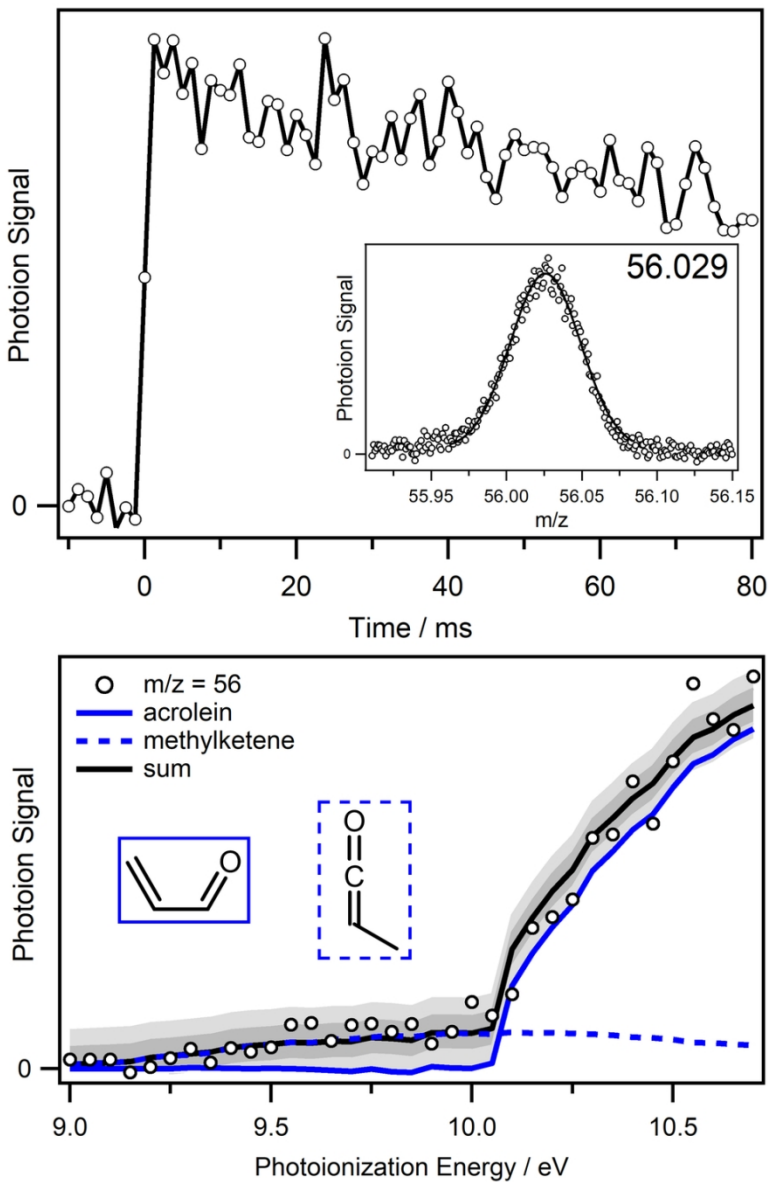 Photoion Signal
0
56.029
Photoion Signal
0
55.95 56.00 56.05 56.10 56.15
m/z
0 20 40 60 80
Time / ms
m/z = 56
acrolein
methylketene
sum
Photoion Signal
O
O
C
0
9.0 9.5 10.0 10.5
Photoionization Energy / eV